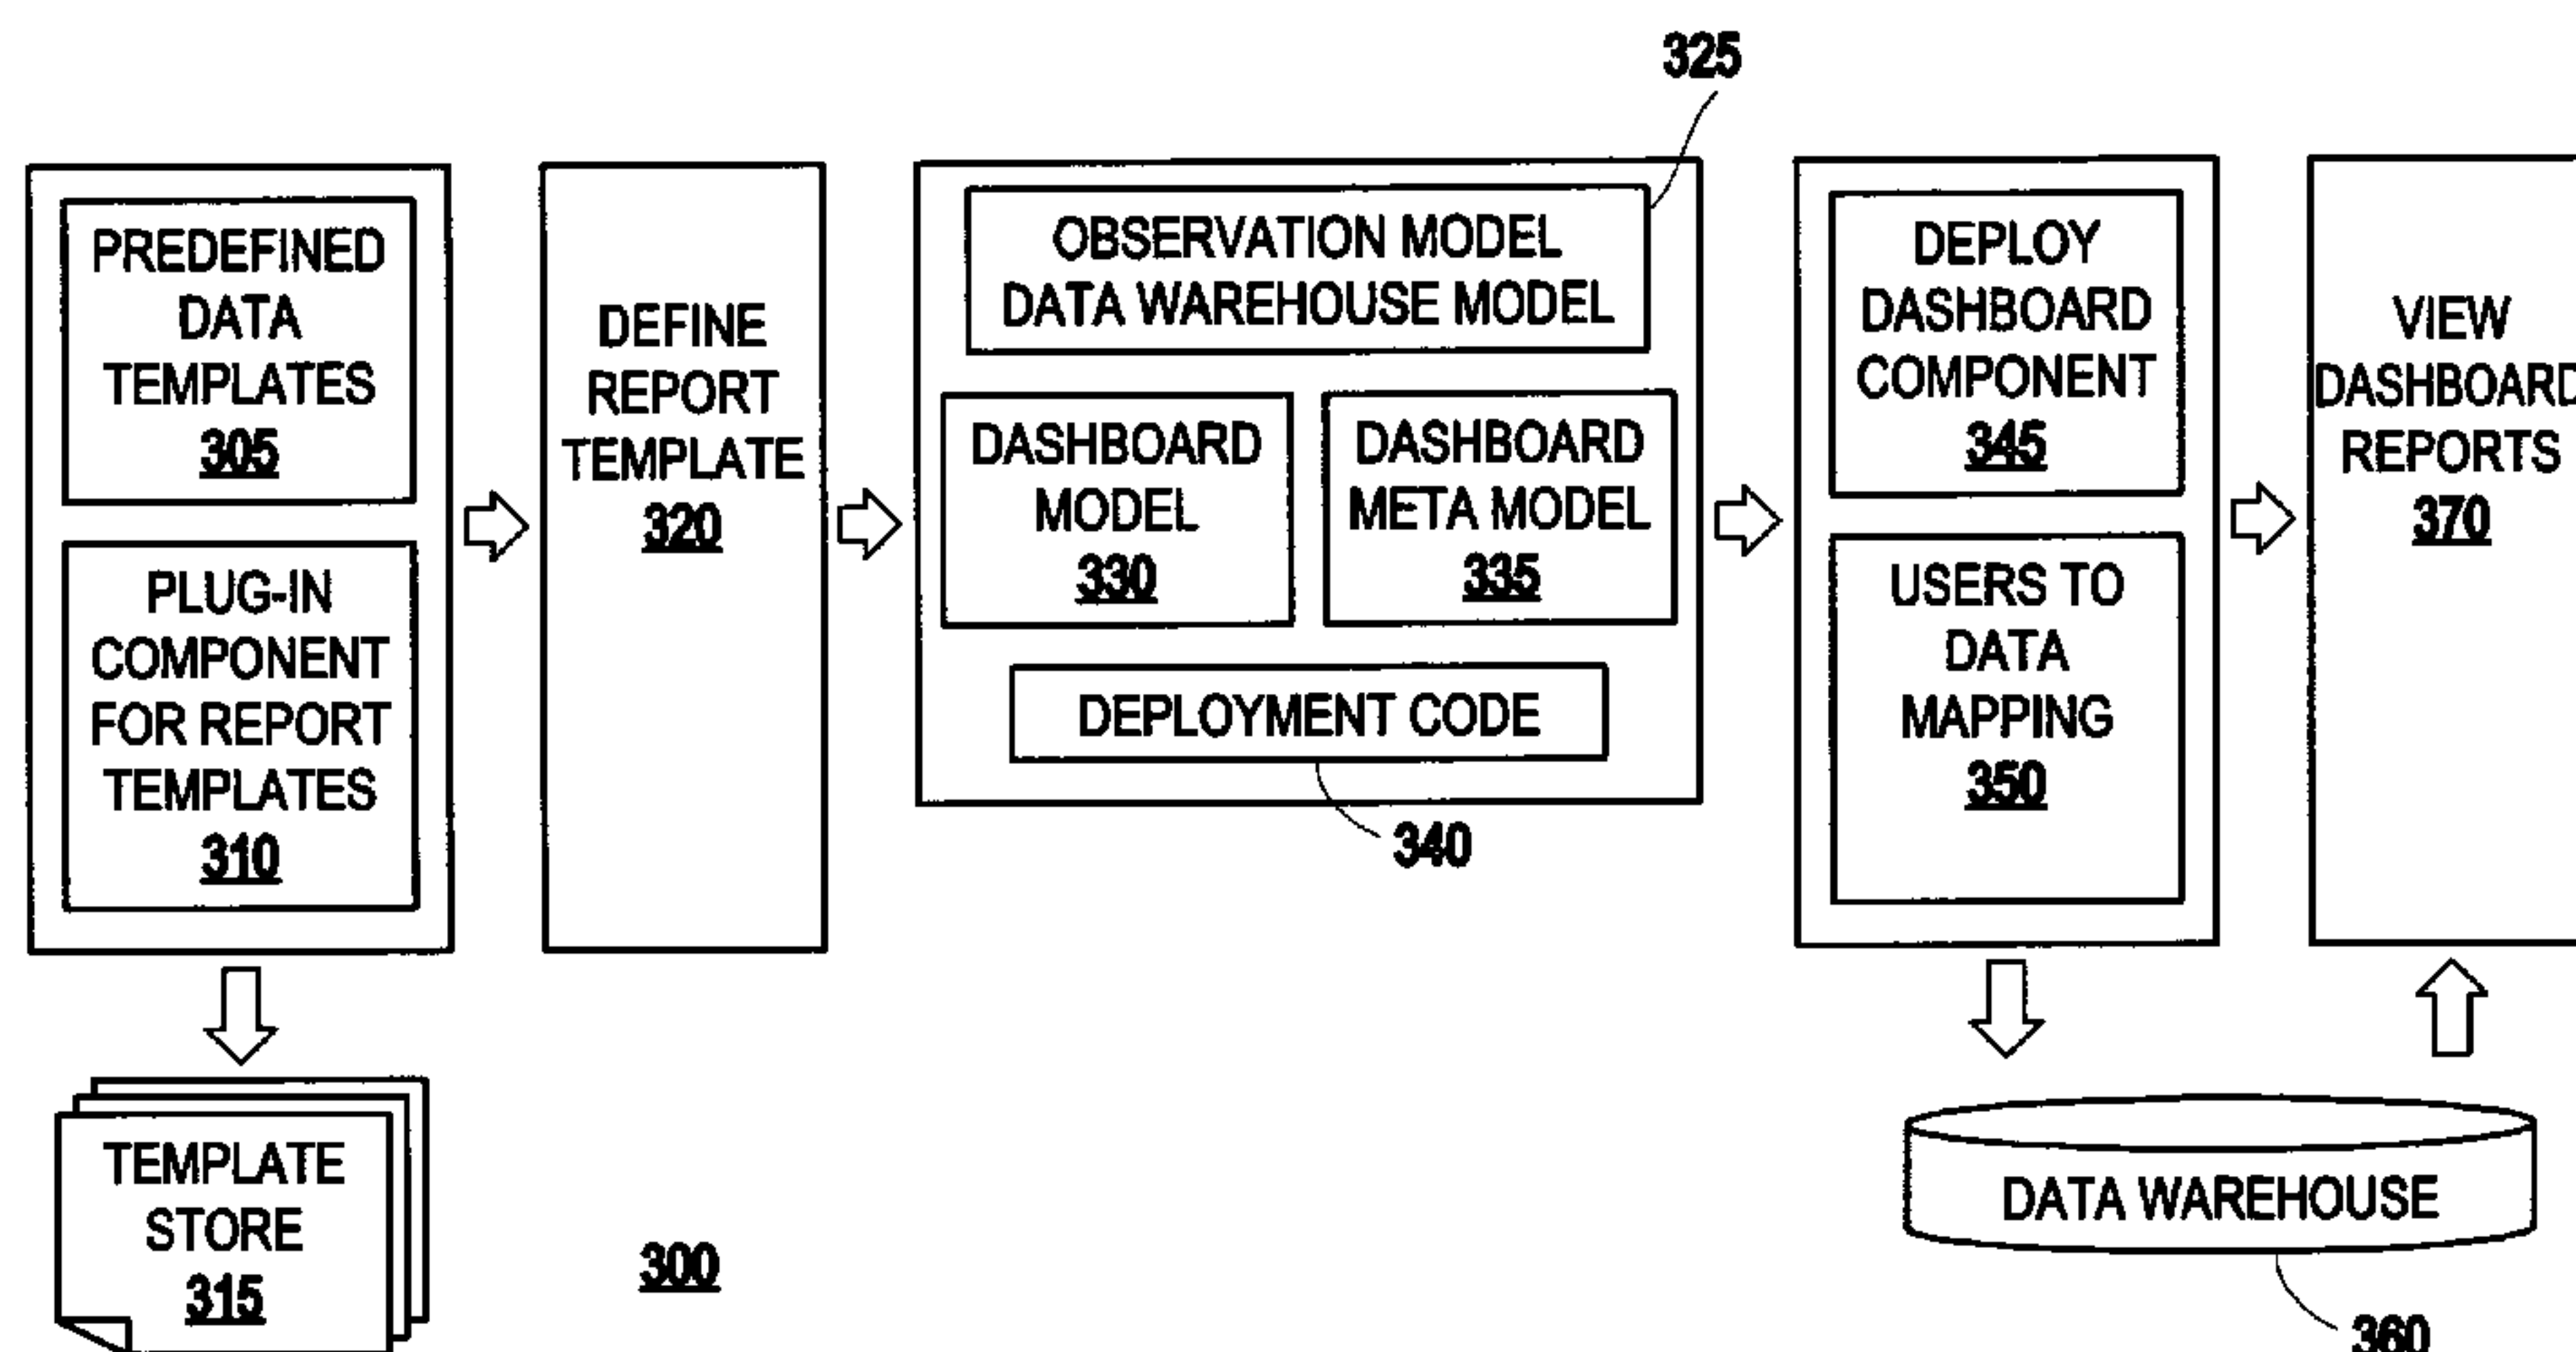 325
PREDEFINED
DATA
TEMPLATES
305
PLUG-IN
COMPONENT
FOR REPORT
TEMPLATES
310
DEFINE
REPORT
TEMPLATE
320
OBSERVATION MODEL
DATA WAREHOUSE MODEL
DASHBOARD
MODEL
330
DASHBOARD
META MODEL
335
DEPLOYMENT CODE
340
DEPLOY
DASHBOARD
COMPONENT
345
USERS TO
DATA
MAPPING
350
VIEW
DASHBOARD
REPORTS
370
TEMPLATE
STORE
315
300
DATA WAREHOUSE
360